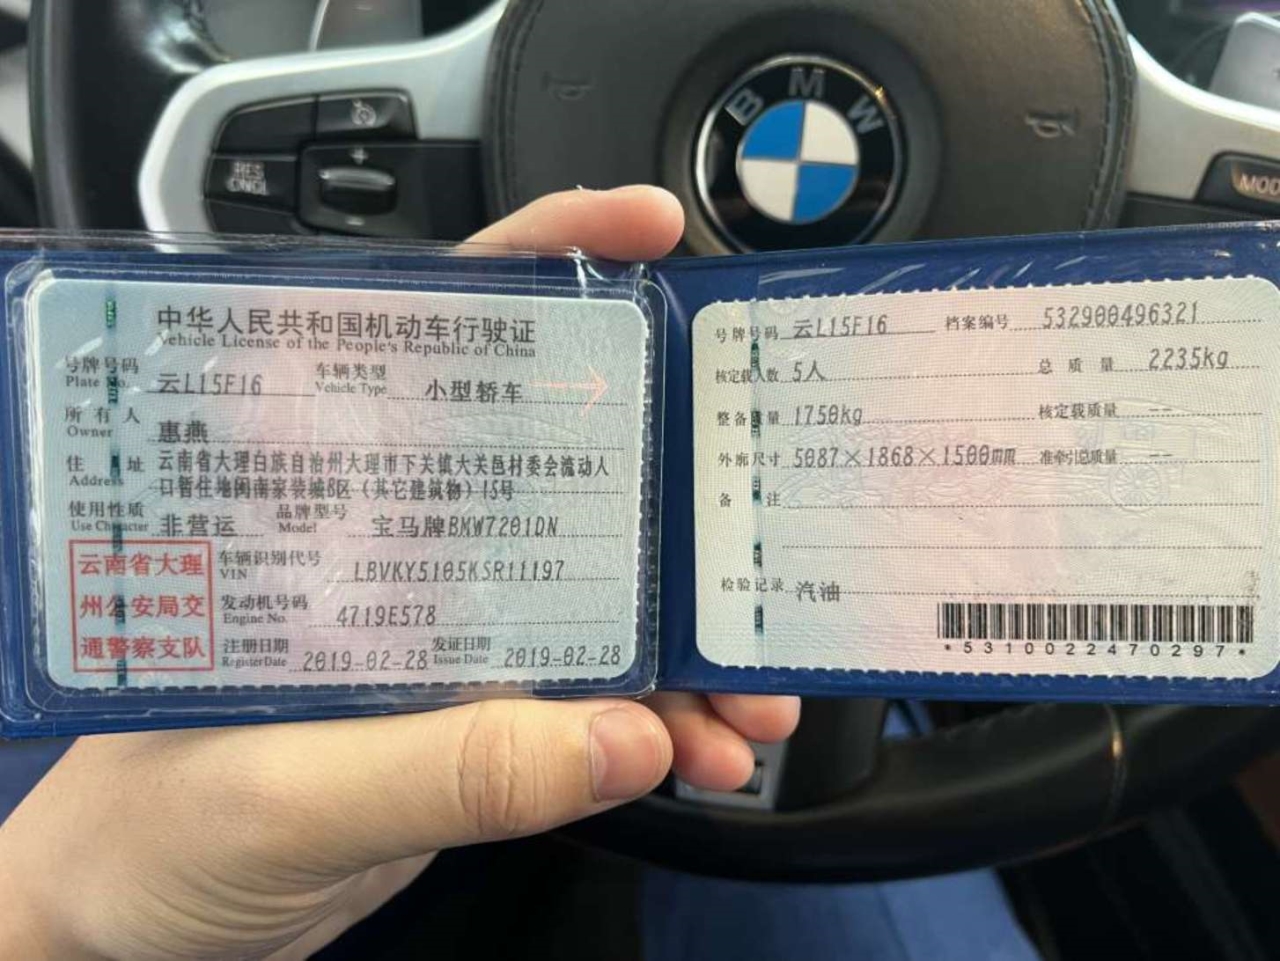 BMW
RES
CNCL
MOD
中华人民共和国机动车行驶证
Vehicle License of the People's Republic of China
号牌号码 云L15F16 车辆类型 小型轿车
Plate No. Vehicle Type
所有人 惠燕
Owner
住址 云南省大理白族自治州大理市下关镇大关邑村委会流动人
Address 口暂住地闽南家装城B区(其它建筑物)15号
使用性质 非营运 品牌型号 宝马牌BMW7201DN
Use Character Model
云南省大理
州公安局交
通警察支队
车辆识别代号 LBVKY5105KSR11197
VIN
发动机号码 4719E578
Engine No.
注册日期 2019-02-28 发证日期 2019-02-28
Register Date Issue Date
号牌号码 云L15F16 档案编号 532900496321
核定载人数 5人 总质量 2235kg
整备质量 1750kg 核定载质量 --
外廓尺寸 5087×1868×1500mm 准牵引总质量 --
备注
检验记录 汽油
*5310022470297*